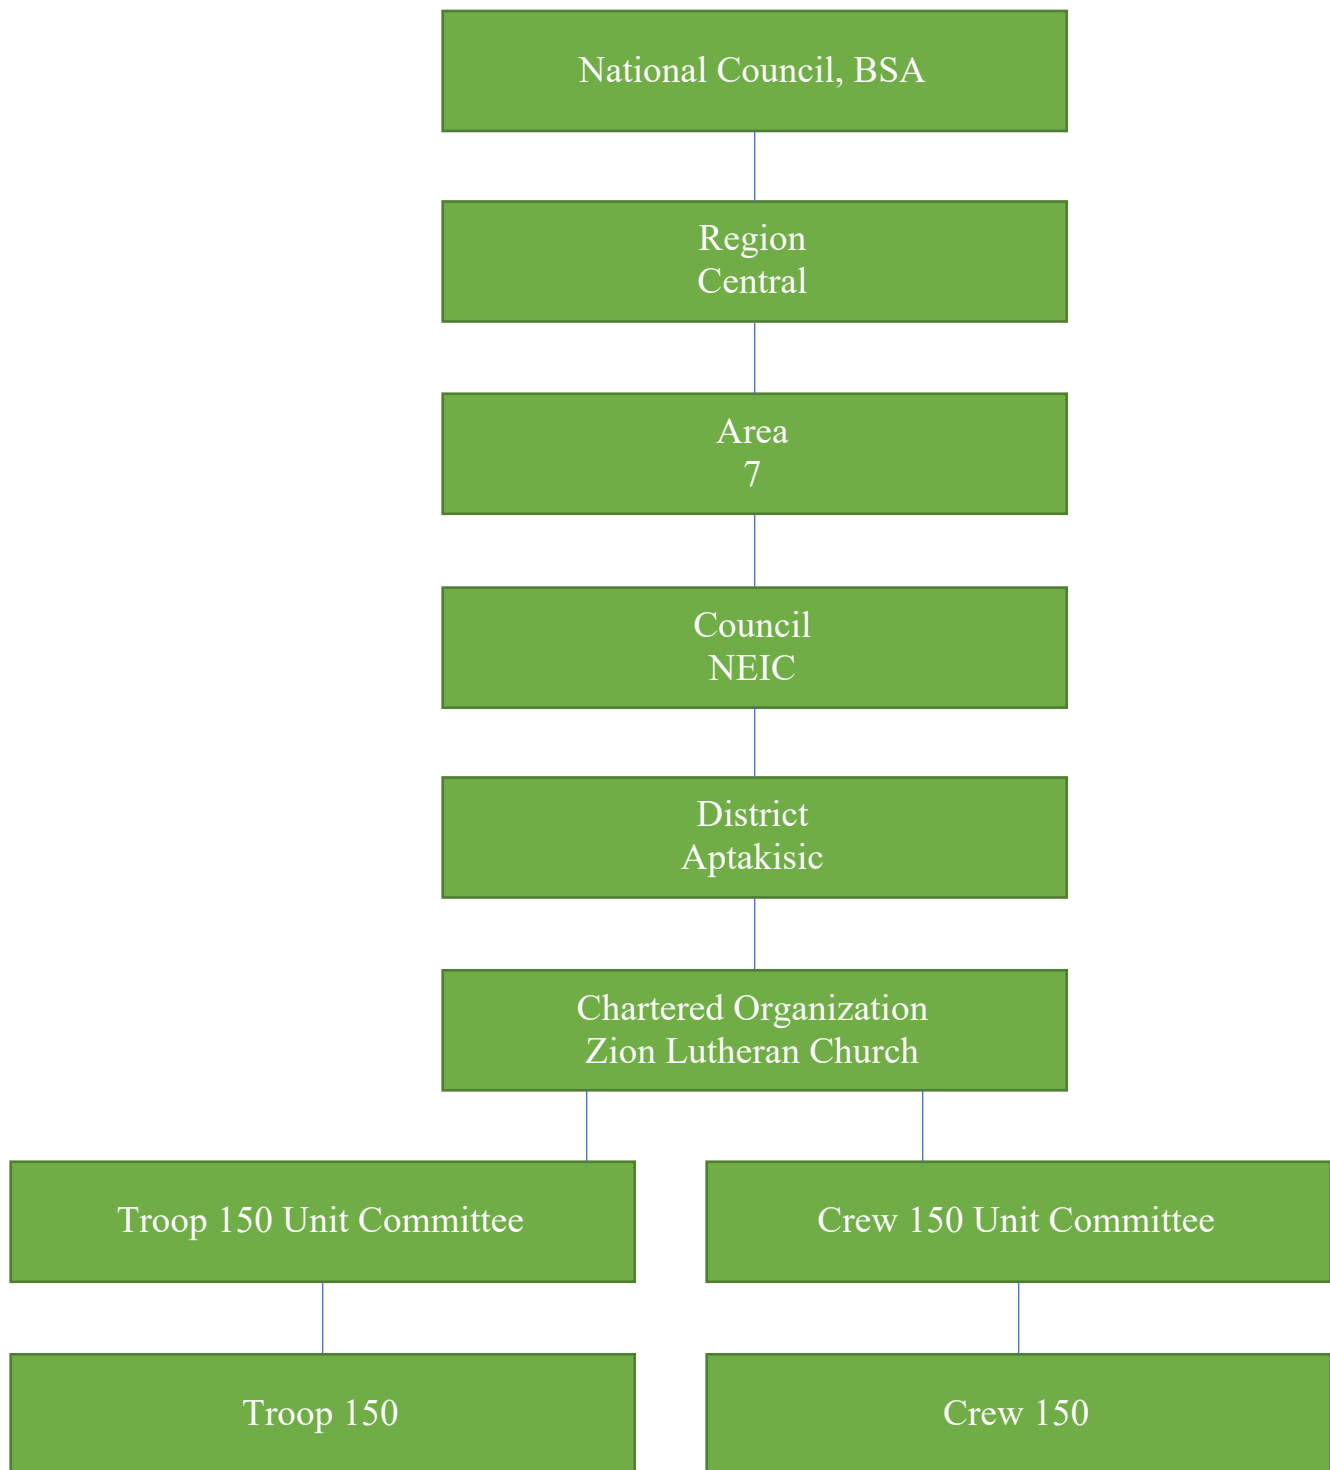 National Council, BSA
Region
Central
Area
7
Council
NEIC
District
Aptakisic
Chartered Organization
Zion Lutheran Church
Troop 150 Unit Committee
Crew 150 Unit Committee
Troop 150
Crew 150